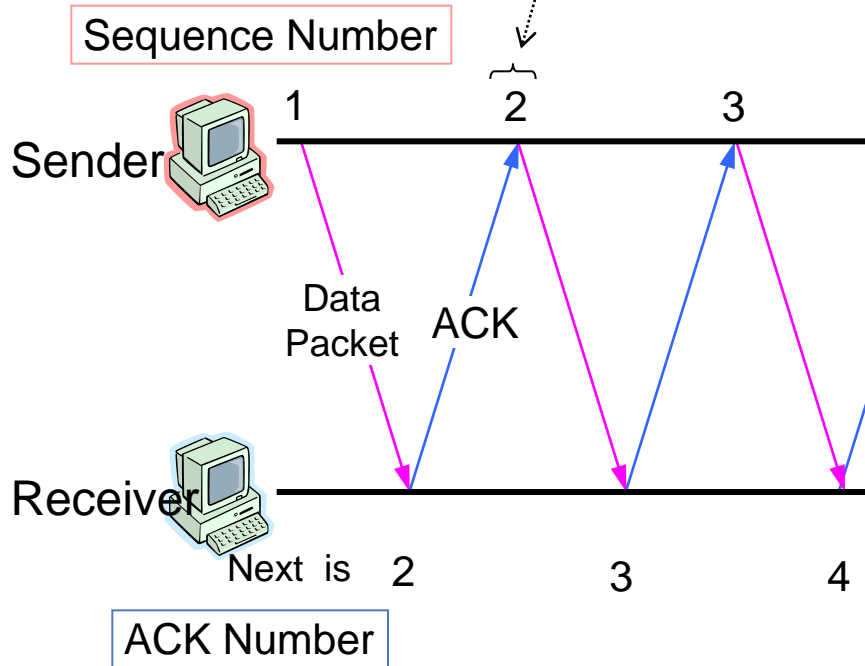 Sequence Number
1 2 3
Sender
Data
Packet
ACK
Receiver
Next is 2 3 4
ACK Number